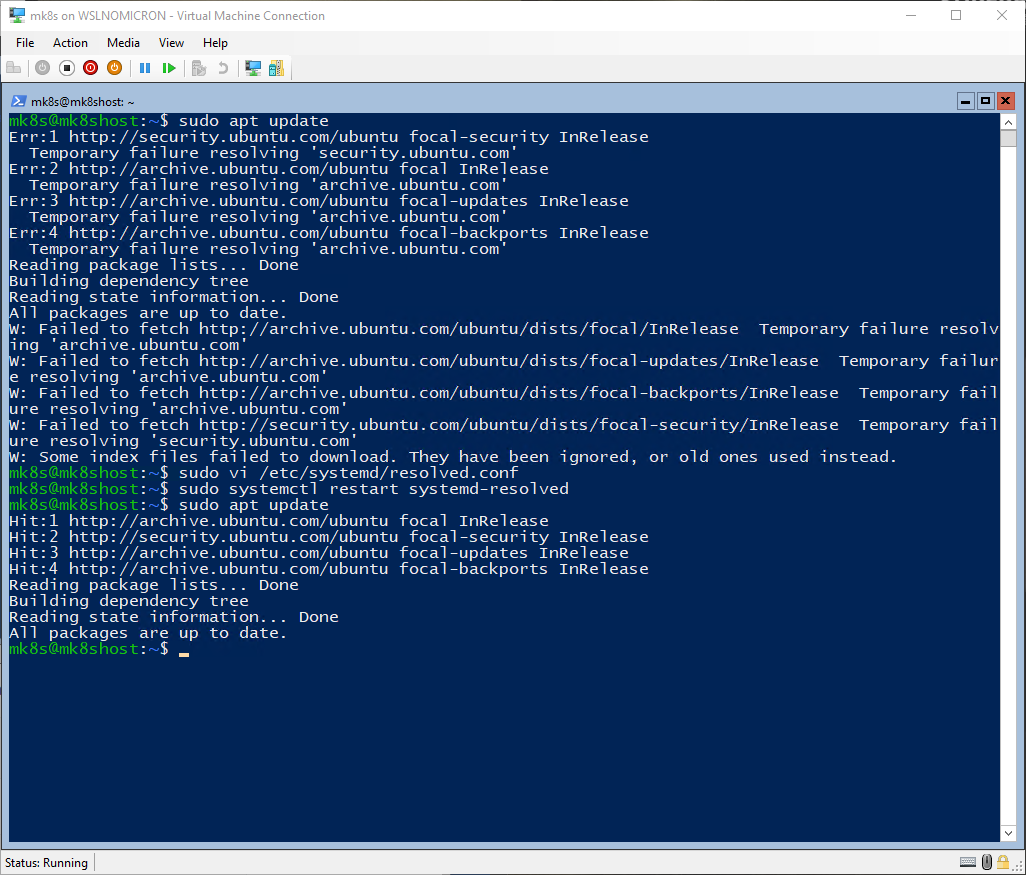 mk8s on WSLNOMICRON - Virtual Machine Connection
File Action Media View Help
mk8s@mk8shost: ~
mk8s@mk8shost:~$ sudo apt update
Err:1 http://security.ubuntu.com/ubuntu focal-security InRelease
  Temporary failure resolving 'security.ubuntu.com'
Err:2 http://archive.ubuntu.com/ubuntu focal InRelease
  Temporary failure resolving 'archive.ubuntu.com'
Err:3 http://archive.ubuntu.com/ubuntu focal-updates InRelease
  Temporary failure resolving 'archive.ubuntu.com'
Err:4 http://archive.ubuntu.com/ubuntu focal-backports InRelease
  Temporary failure resolving 'archive.ubuntu.com'
Reading package lists... Done
Building dependency tree
Reading state information... Done
All packages are up to date.
W: Failed to fetch http://archive.ubuntu.com/ubuntu/dists/focal/InRelease  Temporary failure resolv
ing 'archive.ubuntu.com'
W: Failed to fetch http://archive.ubuntu.com/ubuntu/dists/focal-updates/InRelease  Temporary failur
e resolving 'archive.ubuntu.com'
W: Failed to fetch http://archive.ubuntu.com/ubuntu/dists/focal-backports/InRelease  Temporary fail
ure resolving 'archive.ubuntu.com'
W: Failed to fetch http://security.ubuntu.com/ubuntu/dists/focal-security/InRelease  Temporary fail
ure resolving 'security.ubuntu.com'
W: Some index files failed to download. They have been ignored, or old ones used instead.
mk8s@mk8shost:~$ sudo vi /etc/systemd/resolved.conf
mk8s@mk8shost:~$ sudo systemctl restart systemd-resolved
mk8s@mk8shost:~$ sudo apt update
Hit:1 http://archive.ubuntu.com/ubuntu focal InRelease
Hit:2 http://security.ubuntu.com/ubuntu focal-security InRelease
Hit:3 http://archive.ubuntu.com/ubuntu focal-updates InRelease
Hit:4 http://archive.ubuntu.com/ubuntu focal-backports InRelease
Reading package lists... Done
Building dependency tree
Reading state information... Done
All packages are up to date.
mk8s@mk8shost:~$ _
Status: Running